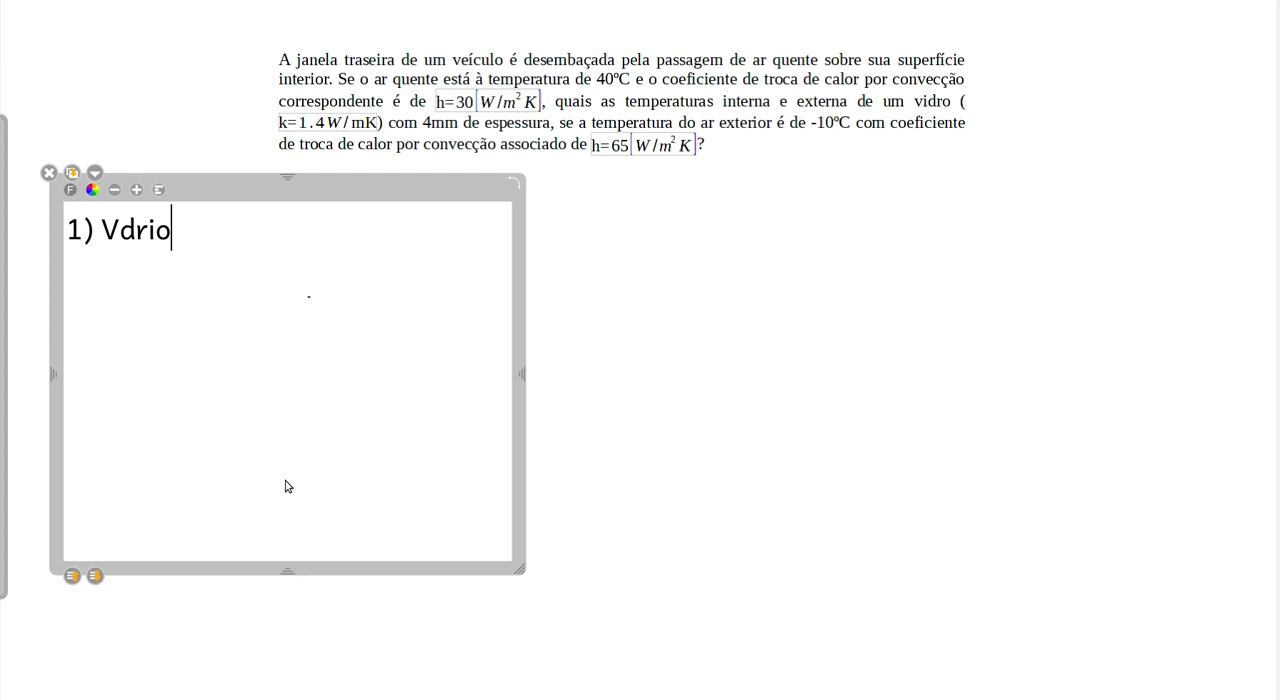 A janela traseira de um veículo é desembaçada pela passagem de ar quente sobre sua superfície
interior. Se o ar quente está à temperatura de 40ºC e o coeficiente de troca de calor por convecção
correspondente é de h=30[W/m² K], quais as temperaturas interna e externa de um vidro (
k=1.4W/mK) com 4mm de espessura, se a temperatura do ar exterior é de -10ºC com coeficiente
de troca de calor por convecção associado de h=65[W/m² K]?
1) Vdrio